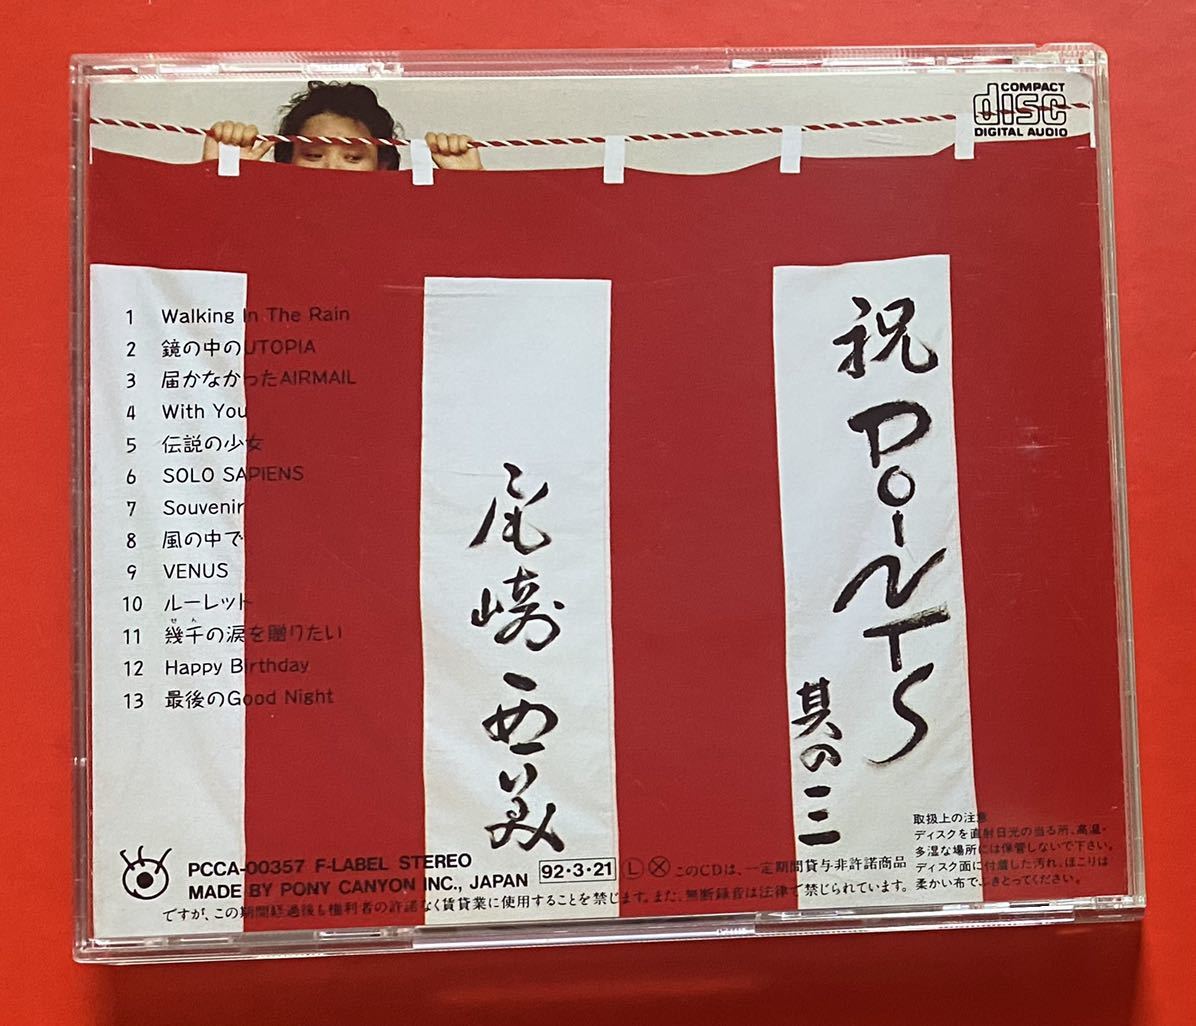 COMPACT
disc
DIGITAL AUDIO
1 Walking In The Rain
2 鏡の中のUTOPIA
3 届かなかったAIRMAIL
4 With You
5 伝説の少女
6 SOLO SAPIENS
7 Souvenir
8 風の中で
9 VENUS
10 ルーレット
せん
11 幾千の涙を贈りたい
12 Happy Birthday
13 最後のGood Night
祝POiNTS
其の三
尾崎亜美
PCCA-00357 F-LABEL STEREO
MADE BY PONY CANYON INC., JAPAN
92・3・21
Ⓛ Ⓧ このCDは、一定期間貸与非許諾商品
ですが、この期間経過後も権利者の許諾なく賃貸業に使用することを禁じます。また、無断録音は法律で禁じられています。
取扱上の注意
ディスクを直射日光の当る所、高温・
多湿な場所には保管しないで下さい。
ディスク面に付着した汚れ、ほこりは
柔かい布でふきとってください。